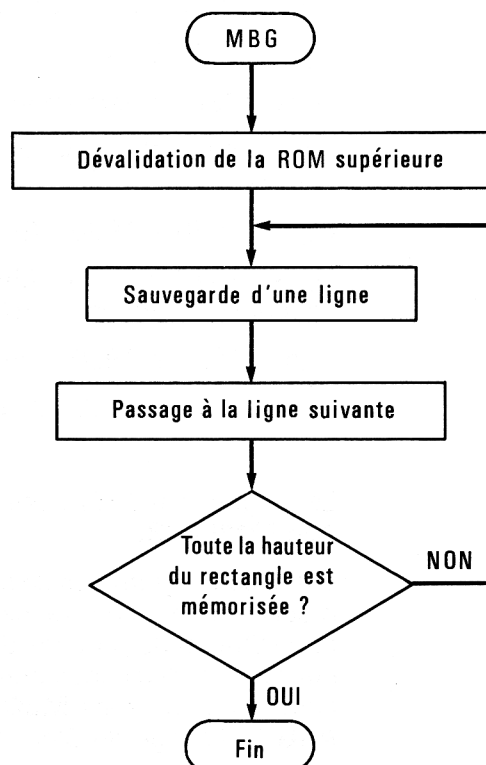 MBG
Dévalidation de la ROM supérieure
Sauvegarde d'une ligne
Passage à la ligne suivante
Toute la hauteur
du rectangle est
mémorisée ?
NON
OUI
Fin